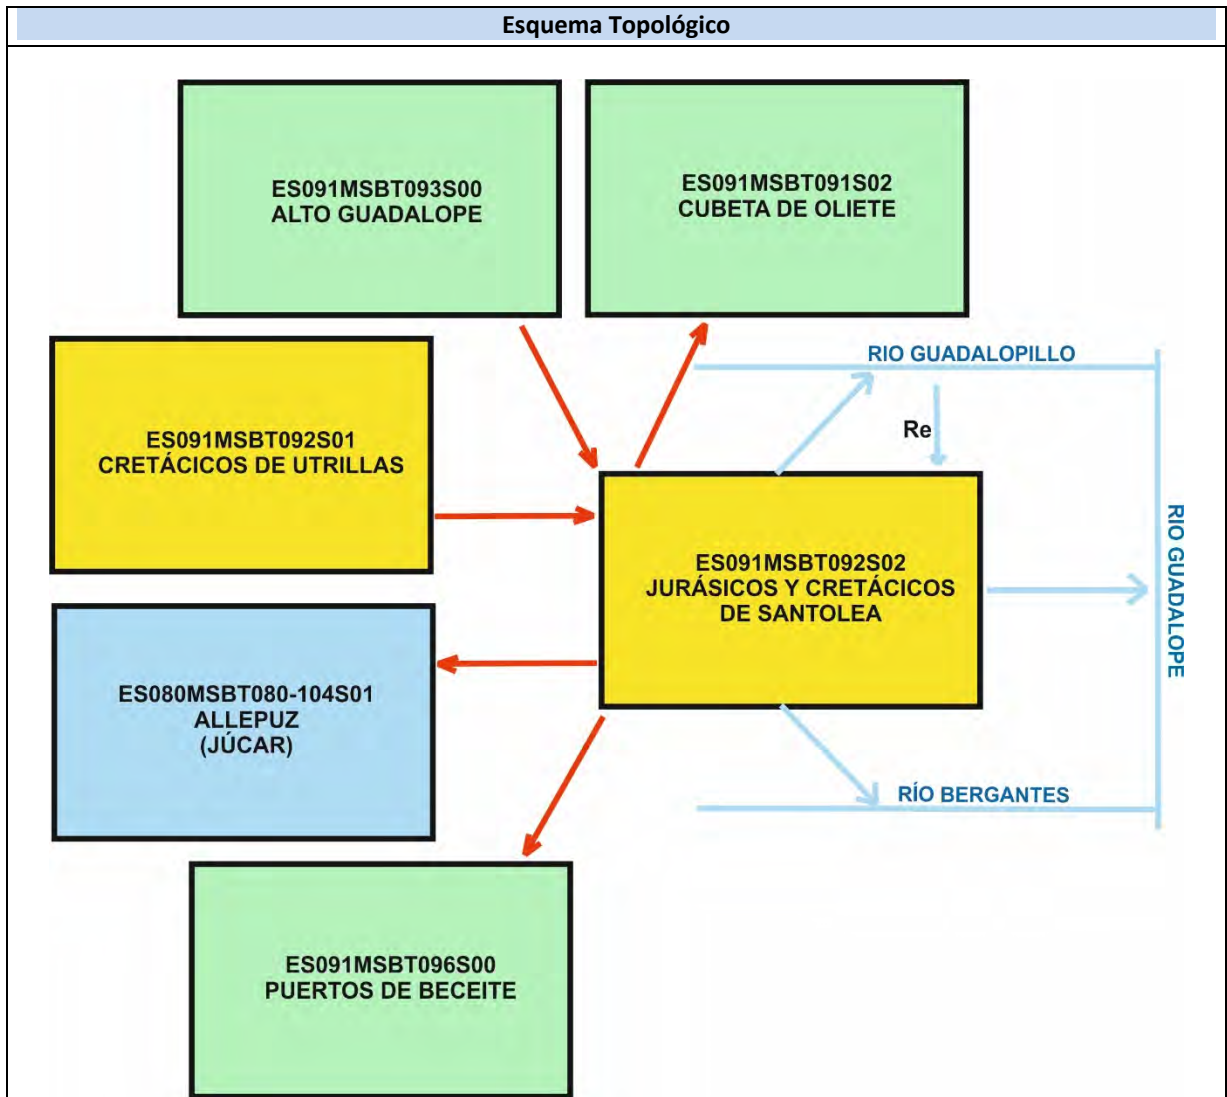 Esquema Topológico
ES091MSBT093S00
ALTO GUADALOPE
ES091MSBT091S02
CUBETA DE OLIETE
RIO GUADALOPILLO
Re
ES091MSBT092S01
CRETÁCICOS DE UTRILLAS
ES091MSBT092S02
JURÁSICOS Y CRETÁCICOS
DE SANTOLEA
RIO GUADALOPE
ES080MSBT080-104S01
ALLEPUZ
(JÚCAR)
RÍO BERGANTES
ES091MSBT096S00
PUERTOS DE BECEITE